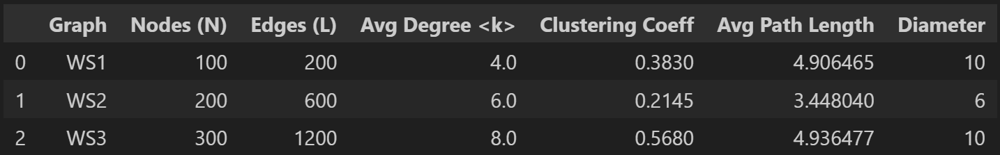 Graph Nodes (N) Edges (L) Avg Degree <k> Clustering Coeff Avg Path Length Diameter
0 WS1 100 200 4.0 0.3830 4.906465 10
1 WS2 200 600 6.0 0.2145 3.448040 6
2 WS3 300 1200 8.0 0.5680 4.936477 10